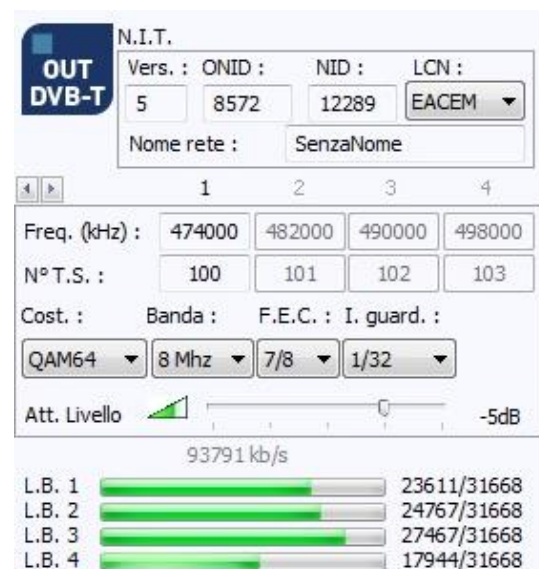 N.I.T.
OUT DVB-T
Vers. : ONID : NID : LCN :
5 8572 12289 EACEM
Nome rete : SenzaNome
1 2 3 4
Freq. (kHz) : 474000 482000 490000 498000
N° T.S. : 100 101 102 103
Cost. : Banda : F.E.C. : I. guard. :
QAM64 8 Mhz 7/8 1/32
Att. Livello -5dB
93791 kb/s
L.B. 1 23611/31668
L.B. 2 24767/31668
L.B. 3 27467/31668
L.B. 4 17944/31668